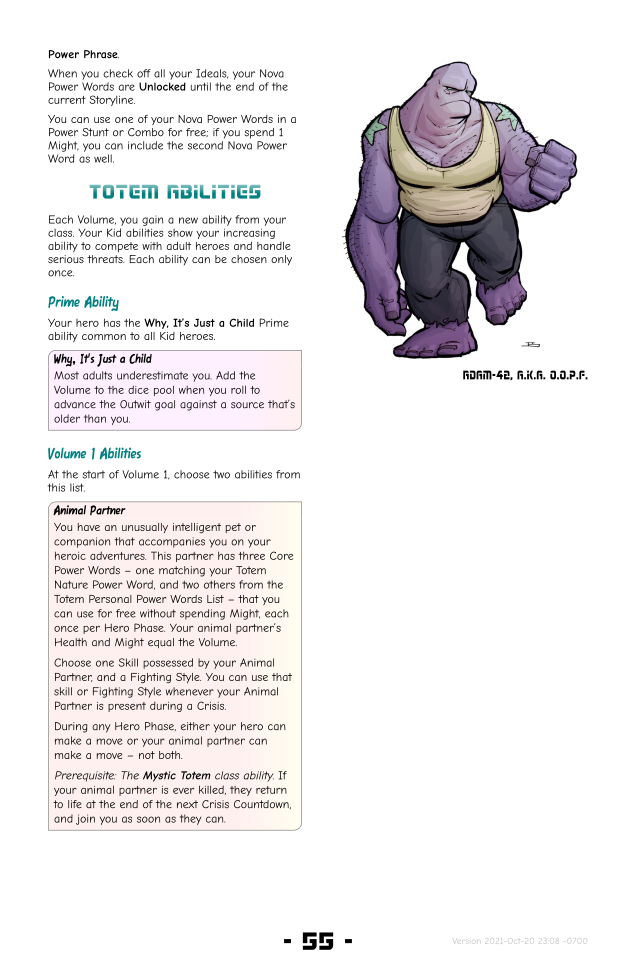 Power Phrase.
When you check off all your Ideals, your Nova
Power Words are Unlocked until the end of the
current Storyline.
You can use one of your Nova Power Words in a
Power Stunt or Combo for free; if you spend 1
Might, you can include the second Nova Power
Word as well.
TOTEM ABILITIES
Each Volume, you gain a new ability from your
class. Your Kid abilities show your increasing
ability to compete with adult heroes and handle
serious threats. Each ability can be chosen only
once.
Prime Ability
Your hero has the Why, It's Just a Child Prime
ability common to all Kid heroes.
Why, It's Just a Child
Most adults underestimate you. Add the
Volume to the dice pool when you roll to
advance the Outwit goal against a source that's
older than you.
Volume 1 Abilities
At the start of Volume 1, choose two abilities from
this list.
Animal Partner
You have an unusually intelligent pet or
companion that accompanies you on your
heroic adventures. This partner has three Core
Power Words – one matching your Totem
Nature Power Word, and two others from the
Totem Personal Power Words List – that you
can use for free without spending Might, each
once per Hero Phase. Your animal partner's
Health and Might equal the Volume.
Choose one Skill possessed by your Animal
Partner, and a Fighting Style. You can use that
skill or Fighting Style whenever your Animal
Partner is present during a Crisis.
During any Hero Phase, either your hero can
make a move or your animal partner can
make a move – not both.
Prerequisite: The Mystic Totem class ability. If
your animal partner is ever killed, they return
to life at the end of the next Crisis Countdown,
and join you as soon as they can.
ADAM-42, A.K.A. O.O.P.F.
- 55 -
Version 2021-Oct-20 23:08 -0700